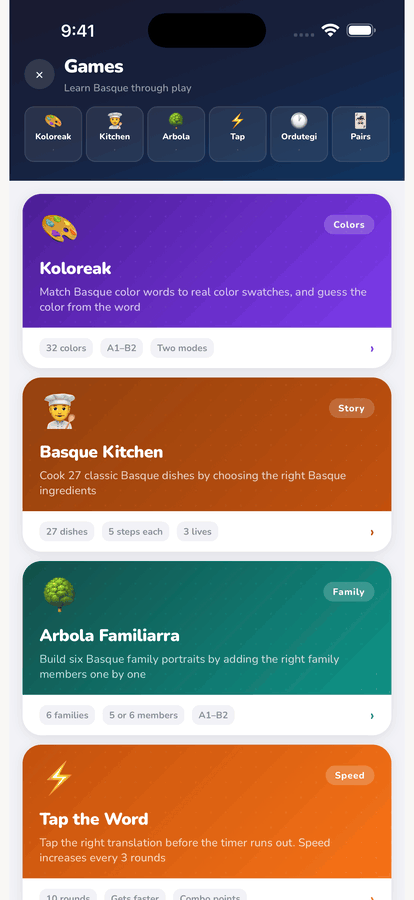 9:41
×
Games
Learn Basque through play
Koloreak
Kitchen
Arbola
Tap
Ordutegi
Pairs
Colors
Koloreak
Match Basque color words to real color swatches, and guess the
color from the word
32 colors
A1–B2
Two modes
›
Story
Basque Kitchen
Cook 27 classic Basque dishes by choosing the right Basque
ingredients
27 dishes
5 steps each
3 lives
›
Family
Arbola Familiarra
Build six Basque family portraits by adding the right family
members one by one
6 families
5 or 6 members
A1–B2
›
Speed
Tap the Word
Tap the right translation before the timer runs out. Speed
increases every 3 rounds
10 rounds
Gets faster
Combo points